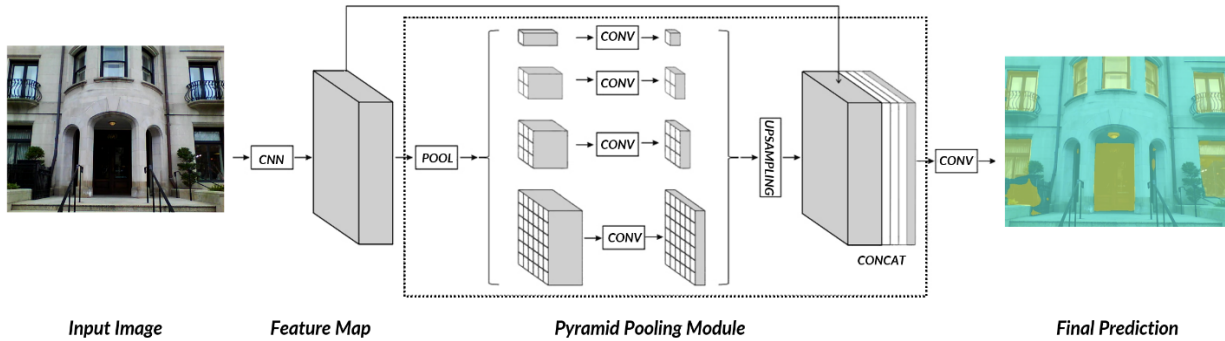 CNN
POOL
CONV
CONV
CONV
CONV
UPSAMPLING
CONCAT
CONV
Input Image
Feature Map
Pyramid Pooling Module
Final Prediction